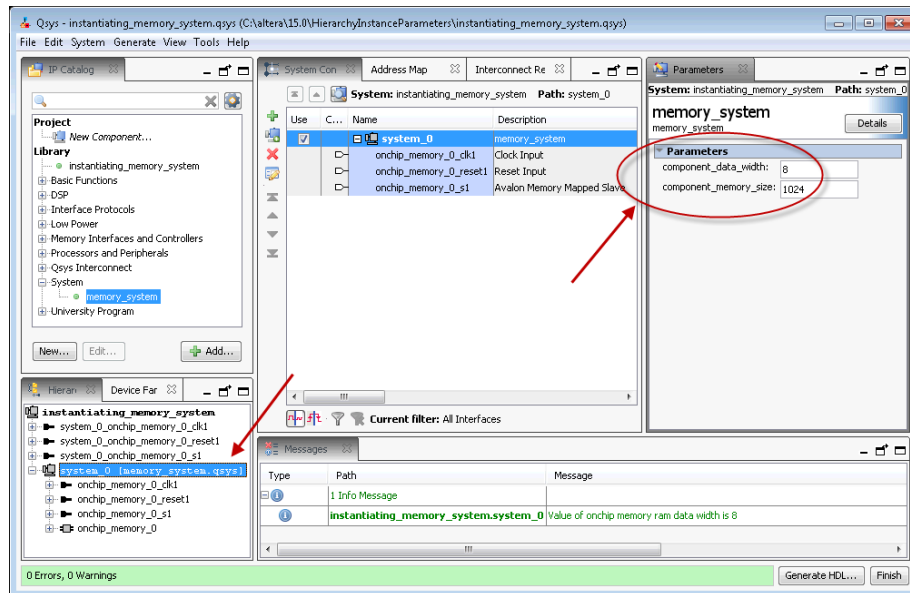 Qsys - instantiating_memory_system.qsys (C:\altera\15.0\HierarchyInstanceParameters\instantiating_memory_system.qsys)
File Edit System Generate View Tools Help
IP Catalog
Project
New Component...
Library
instantiating_memory_system
Basic Functions
DSP
Interface Protocols
Low Power
Memory Interfaces and Controllers
Processors and Peripherals
Qsys Interconnect
System
memory_system
University Program
New... Edit... Add...
System Con Address Map Interconnect Re
System: instantiating_memory_system Path: system_0
Use C... Name Description
system_0 memory_system
onchip_memory_0_clk1 Clock Input
onchip_memory_0_reset1 Reset Input
onchip_memory_0_s1 Avalon Memory Mapped Slave
Current filter: All Interfaces
Parameters
System: instantiating_memory_system Path: system_0
memory_system
memory_system
Details
Parameters
component_data_width: 8
component_memory_size: 1024
Hierar Device Far
instantiating_memory_system
system_0_onchip_memory_0_clk1
system_0_onchip_memory_0_reset1
system_0_onchip_memory_0_s1
system_0 [memory_system.qsys]
onchip_memory_0_clk1
onchip_memory_0_reset1
onchip_memory_0_s1
onchip_memory_0
Messages
Type Path Message
1 Info Message
instantiating_memory_system.system_0 Value of onchip memory ram data width is 8
0 Errors, 0 Warnings
Generate HDL... Finish